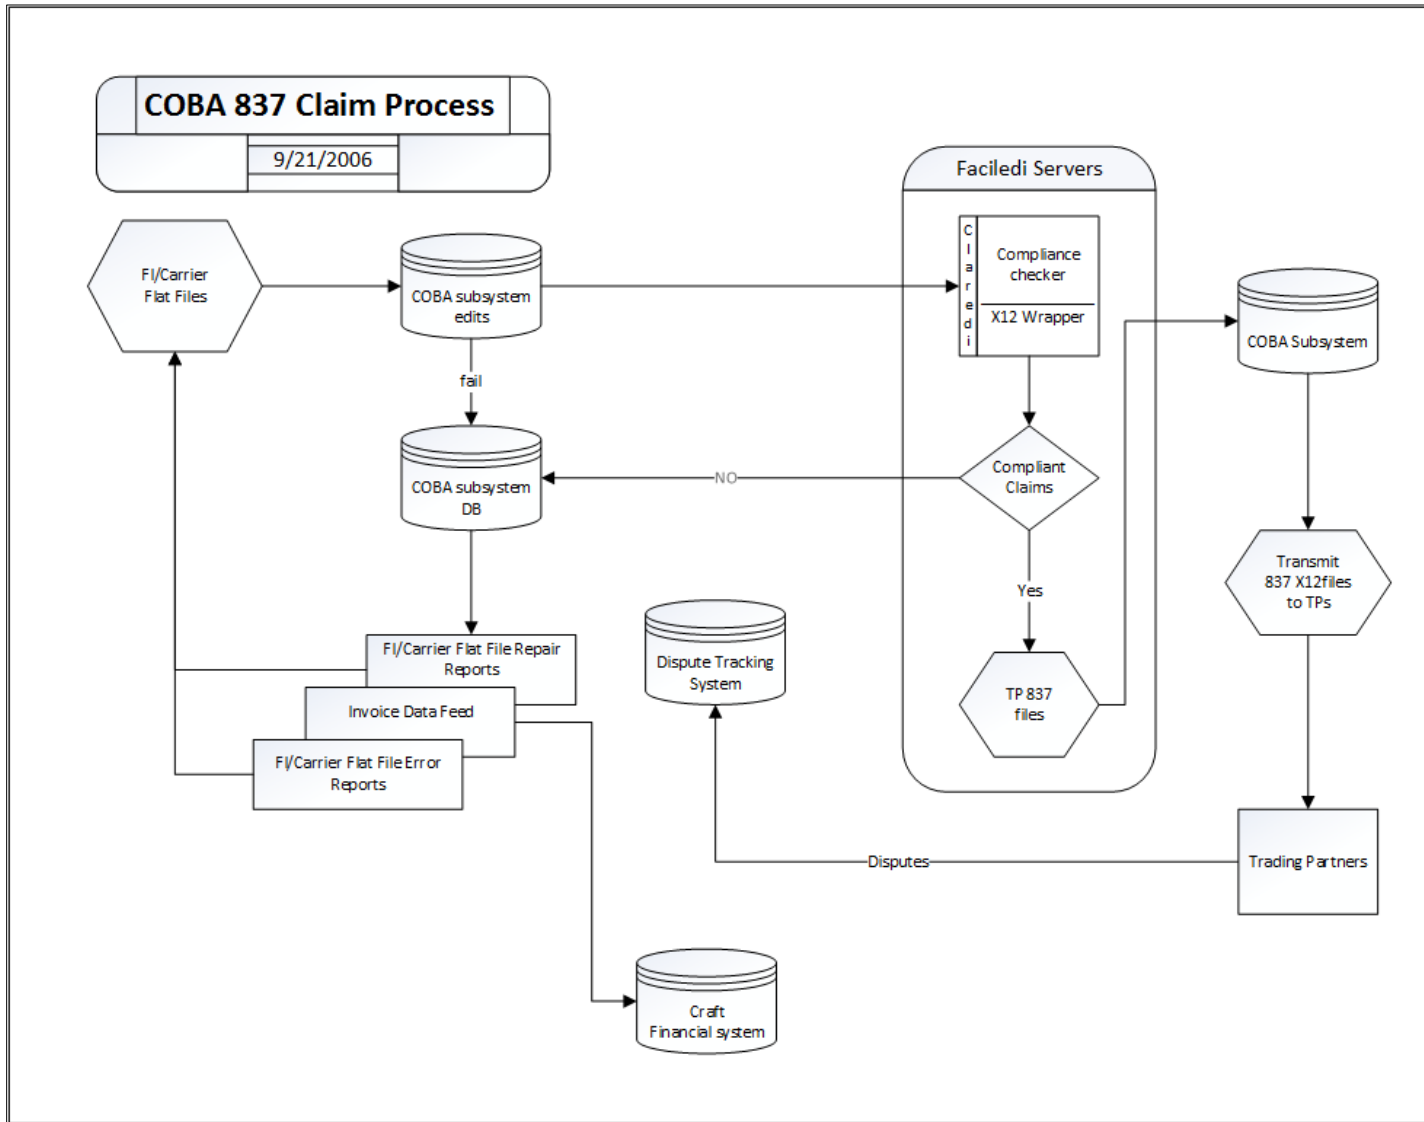 COBA 837 Claim Process
9/21/2006
Faciledi Servers
FI/Carrier
Flat Files
COBA subsystem
edits
Claredi
Compliance
checker
X12 Wrapper
COBA Subsystem
fail
COBA subsystem
DB
NO
Compliant
Claims
Yes
Transmit
837 X12files
to TPs
FI/Carrier Flat File Repair
Reports
Invoice Data Feed
FI/Carrier Flat File Error
Reports
Dispute Tracking
System
TP 837
files
Disputes
Trading Partners
Craft
Financial system